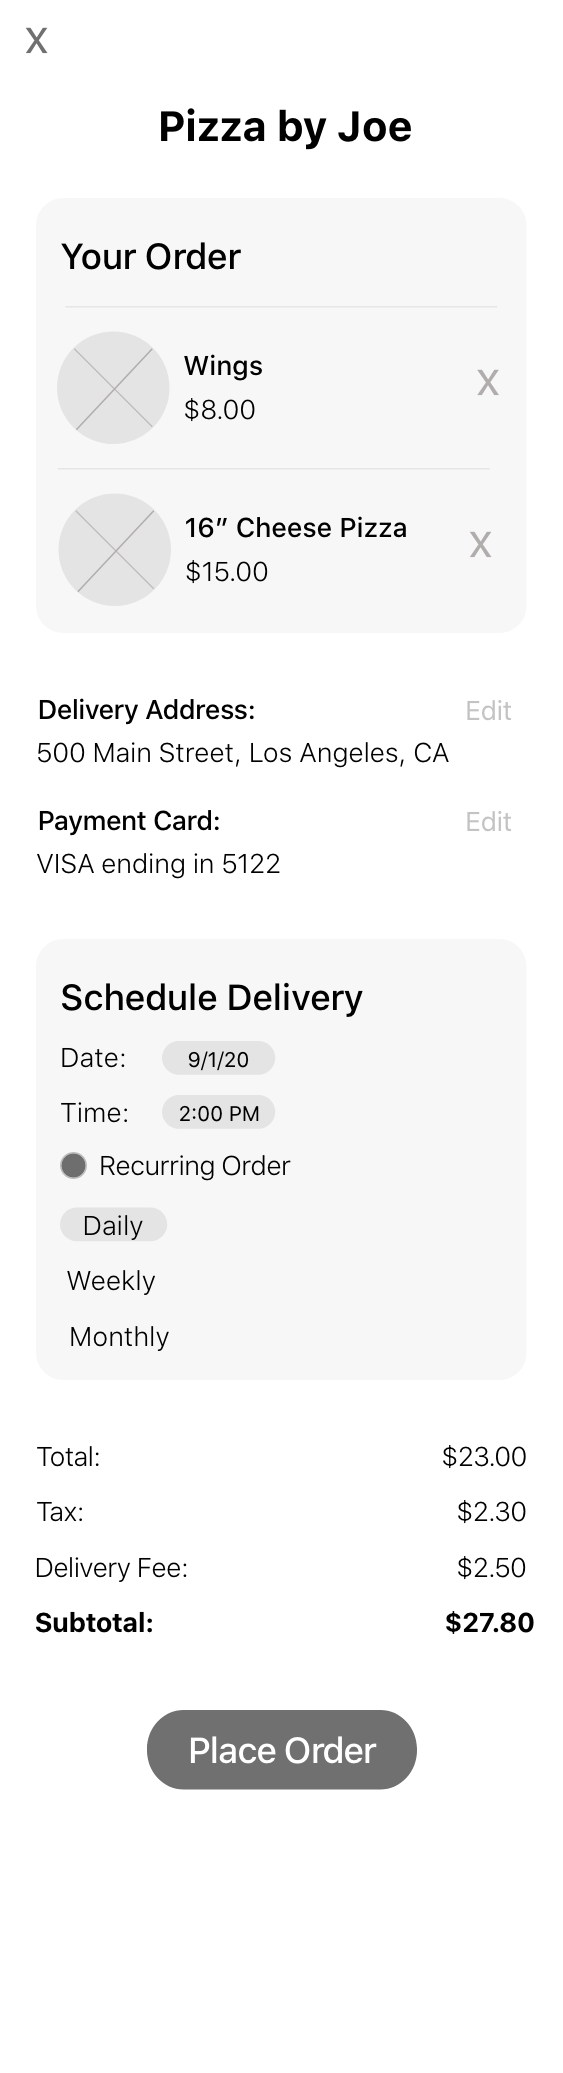 X
Pizza by Joe
Your Order
Wings
$8.00
X
16” Cheese Pizza
$15.00
X
Delivery Address:
Edit
500 Main Street, Los Angeles, CA
Payment Card:
Edit
VISA ending in 5122
Schedule Delivery
Date: 9/1/20
Time: 2:00 PM
Recurring Order
Daily
Weekly
Monthly
Total: $23.00
Tax: $2.30
Delivery Fee: $2.50
Subtotal: $27.80
Place Order